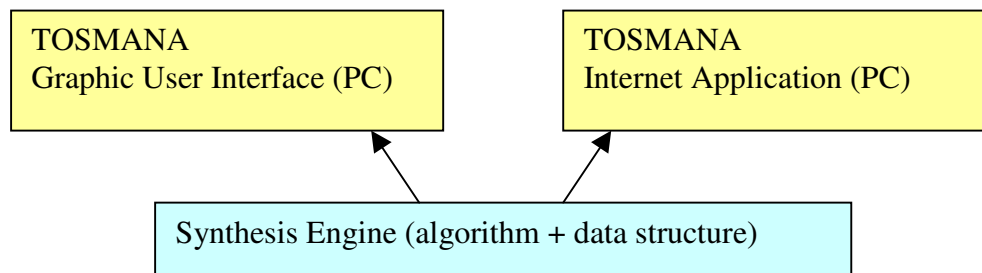 TOSMANA
Graphic User Interface (PC)
TOSMANA
Internet Application (PC)
Synthesis Engine (algorithm + data structure)